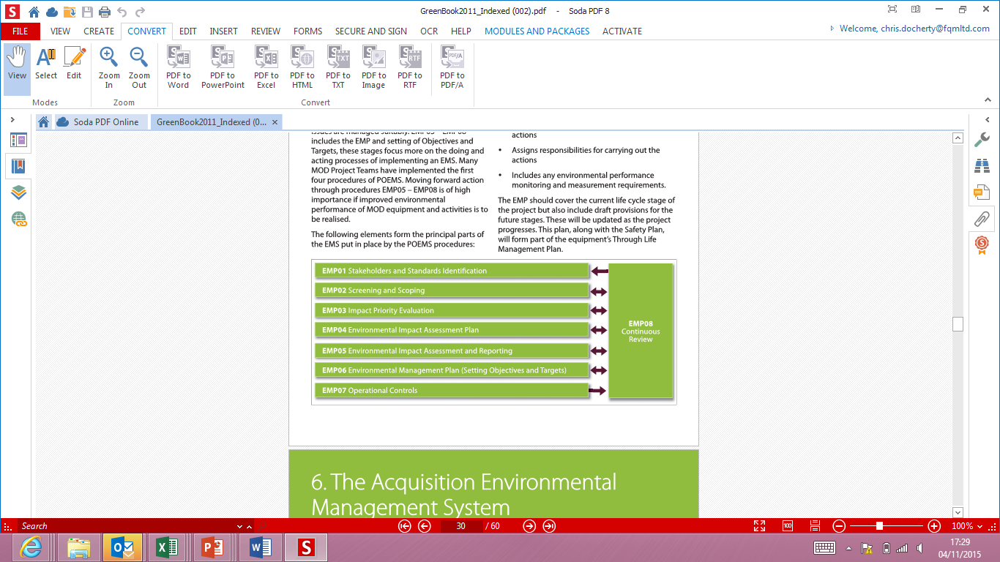 GreenBook2011_Indexed (002).pdf - Soda PDF 8
FILE VIEW CREATE CONVERT EDIT INSERT REVIEW FORMS SECURE AND SIGN OCR HELP MODULES AND PACKAGES ACTIVATE
Welcome, chris.docherty@fqmltd.com
View Select Edit Zoom In Zoom Out PDF to Word PDF to PowerPoint PDF to Excel PDF to HTML PDF to TXT PDF to Image PDF to RTF PDF to PDF/A
Modes Zoom Convert
Soda PDF Online GreenBook2011_Indexed (0...
issues are managed suitably. EMP05 – EMP08
includes the EMP and setting of Objectives and
Targets, these stages focus more on the doing and
acting processes of implementing an EMS. Many
MOD Project Teams have implemented the first
four procedures of POEMS. Moving forward action
through procedures EMP05 – EMP08 is of high
importance if improved environmental
performance of MOD equipment and activities is to
be realised.
The following elements form the principal parts of
the EMS put in place by the POEMS procedures:
actions
• Assigns responsibilities for carrying out the
actions
• Includes any environmental performance
monitoring and measurement requirements.
The EMP should cover the current life cycle stage of
the project but also include draft provisions for the
future stages. These will be updated as the project
progresses. This plan, along with the Safety Plan,
will form part of the equipment's Through Life
Management Plan.
EMP01 Stakeholders and Standards Identification
EMP02 Screening and Scoping
EMP03 Impact Priority Evaluation
EMP04 Environmental Impact Assessment Plan
EMP05 Environmental Impact Assessment and Reporting
EMP06 Environmental Management Plan (Setting Objectives and Targets)
EMP07 Operational Controls
EMP08
Continuous
Review
6. The Acquisition Environmental
Management System
Search
30 / 60
100%
17:29
04/11/2015